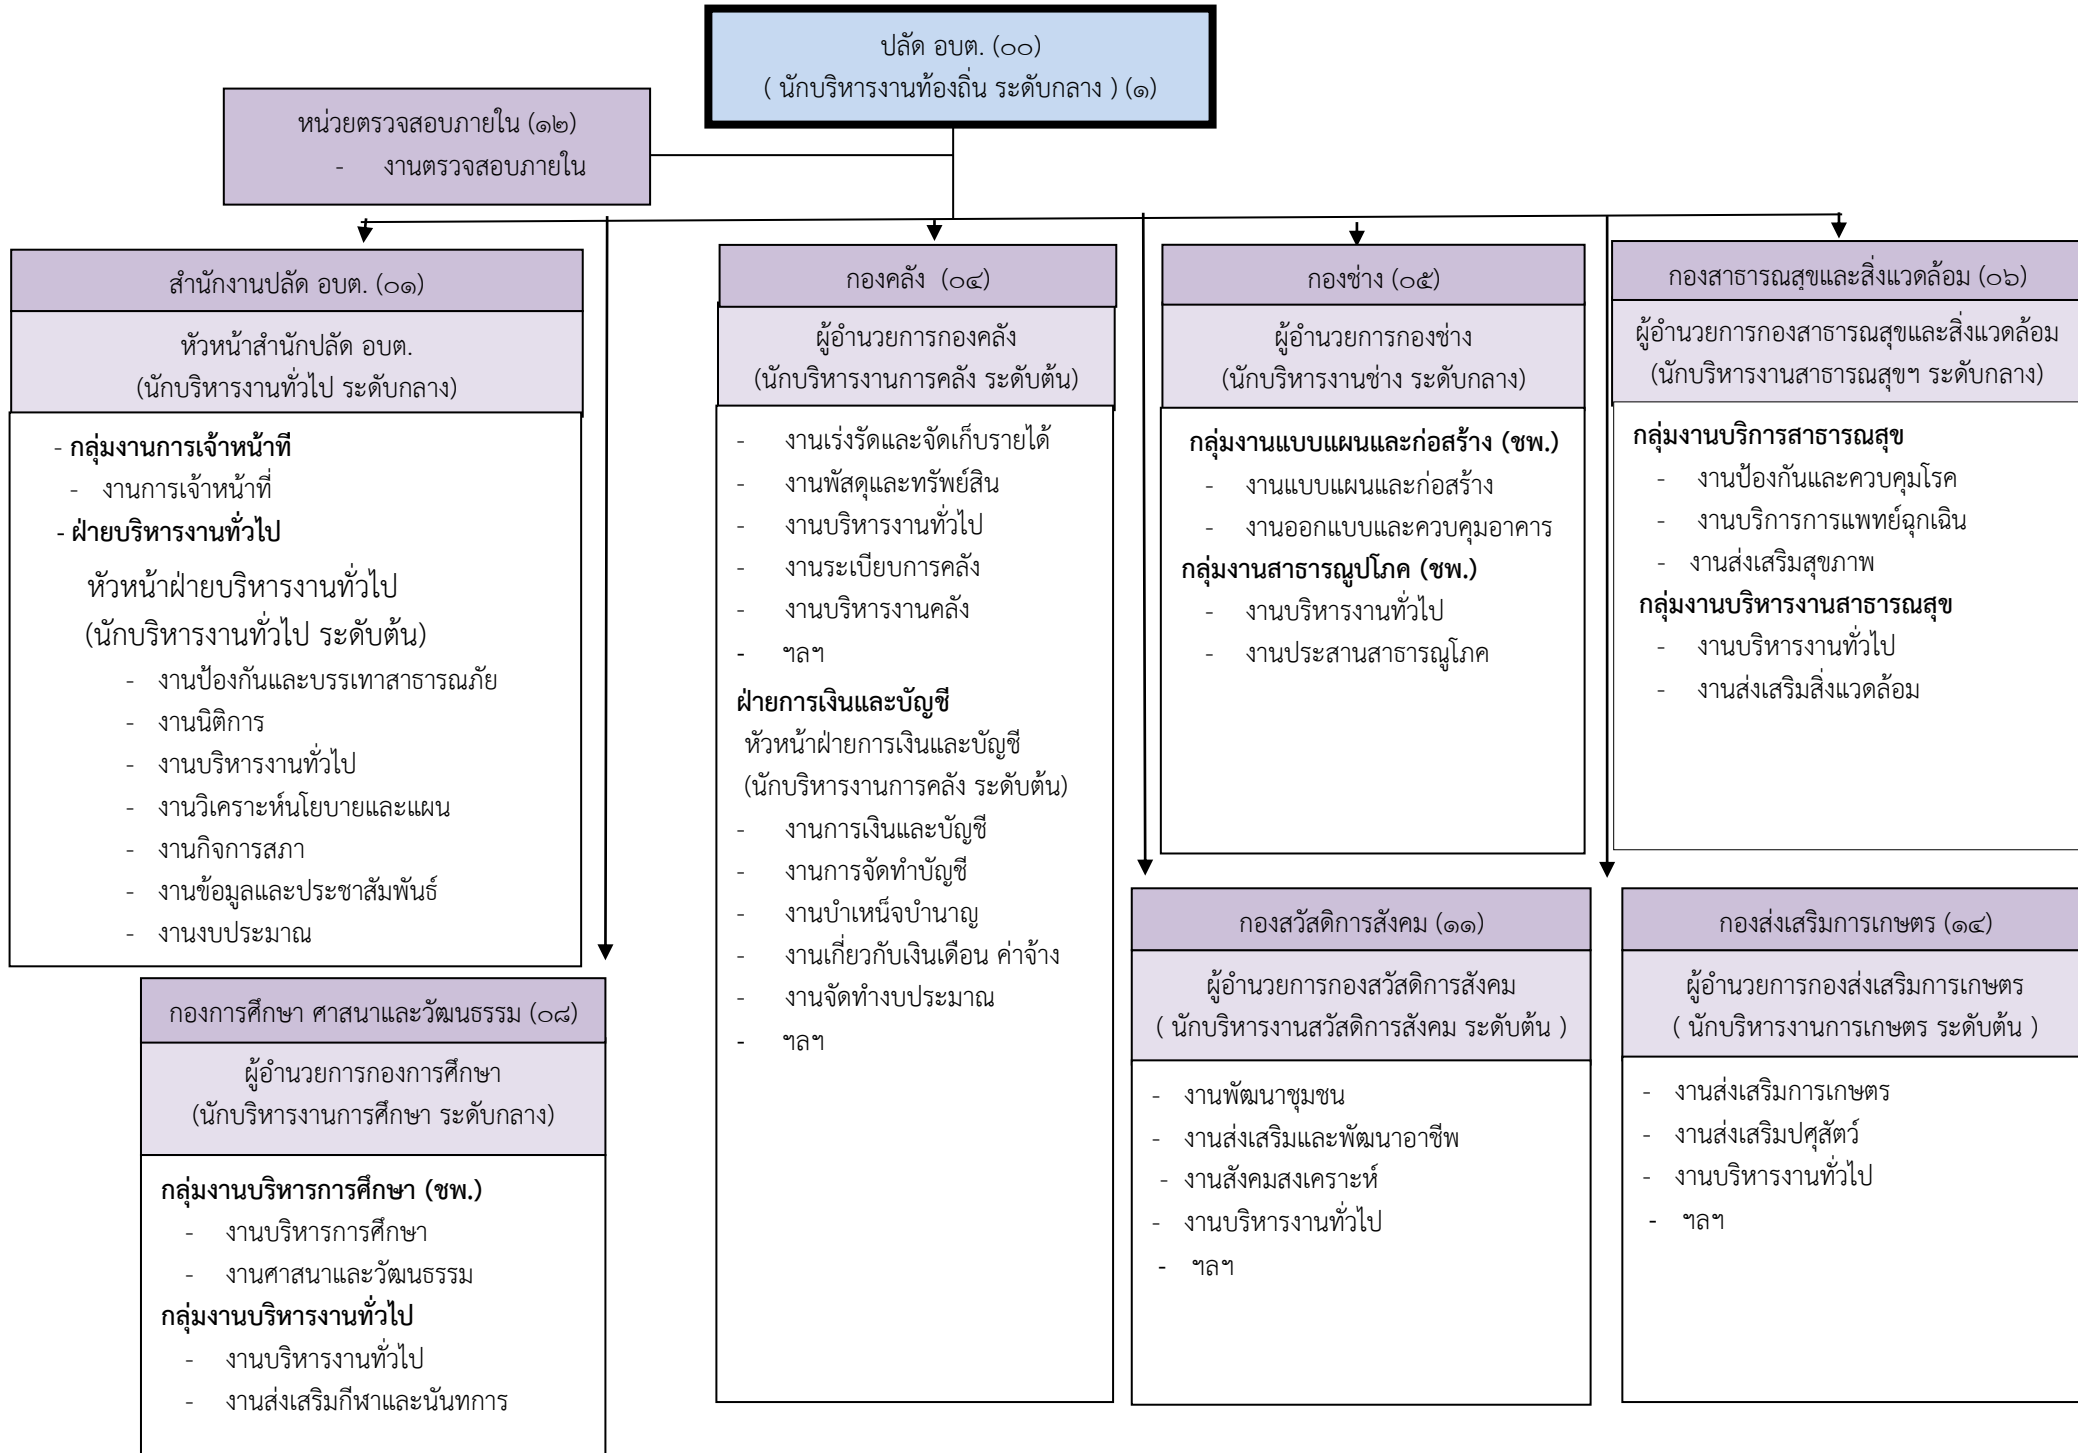 ปลัด อบต. (๐๐)
( นักบริหารงานท้องถิ่น ระดับกลาง ) (๑)
หน่วยตรวจสอบภายใน (๑๒)
- งานตรวจสอบภายใน
สำนักงานปลัด อบต. (๐๑)
หัวหน้าสำนักปลัด อบต.
(นักบริหารงานทั่วไป ระดับกลาง)
- กลุ่มงานการเจ้าหน้าที
- งานการเจ้าหน้าที่
- ฝ่ายบริหารงานทั่วไป
หัวหน้าฝ่ายบริหารงานทั่วไป
(นักบริหารงานทั่วไป ระดับต้น)
- งานป้องกันและบรรเทาสาธารณภัย
- งานนิติการ
- งานบริหารงานทั่วไป
- งานวิเคราะห์นโยบายและแผน
- งานกิจการสภา
- งานข้อมูลและประชาสัมพันธ์
- งานงบประมาณ
กองคลัง (๐๔)
ผู้อำนวยการกองคลัง
(นักบริหารงานการคลัง ระดับต้น)
- งานเร่งรัดและจัดเก็บรายได้
- งานพัสดุและทรัพย์สิน
- งานบริหารงานทั่วไป
- งานระเบียบการคลัง
- งานบริหารงานคลัง
- ฯลฯ
ฝ่ายการเงินและบัญชี
หัวหน้าฝ่ายการเงินและบัญชี
(นักบริหารงานการคลัง ระดับต้น)
- งานการเงินและบัญชี
- งานการจัดทำบัญชี
- งานบำเหน็จบำนาญ
- งานเกี่ยวกับเงินเดือน ค่าจ้าง
- งานจัดทำงบประมาณ
- ฯลฯ
กองช่าง (๐๕)
ผู้อำนวยการกองช่าง
(นักบริหารงานช่าง ระดับกลาง)
กลุ่มงานแบบแผนและก่อสร้าง (ชพ.)
- งานแบบแผนและก่อสร้าง
- งานออกแบบและควบคุมอาคาร
กลุ่มงานสาธารณูปโภค (ชพ.)
- งานบริหารงานทั่วไป
- งานประสานสาธารณูโภค
กองสาธารณสุขและสิ่งแวดล้อม (๐๖)
ผู้อำนวยการกองสาธารณสุขและสิ่งแวดล้อม
(นักบริหารงานสาธารณสุขฯ ระดับกลาง)
กลุ่มงานบริการสาธารณสุข
- งานป้องกันและควบคุมโรค
- งานบริการการแพทย์ฉุกเฉิน
- งานส่งเสริมสุขภาพ
กลุ่มงานบริหารงานสาธารณสุข
- งานบริหารงานทั่วไป
- งานส่งเสริมสิ่งแวดล้อม
กองการศึกษา ศาสนาและวัฒนธรรม (๐๘)
ผู้อำนวยการกองการศึกษา
(นักบริหารงานการศึกษา ระดับกลาง)
กลุ่มงานบริหารการศึกษา (ชพ.)
- งานบริหารการศึกษา
- งานศาสนาและวัฒนธรรม
กลุ่มงานบริหารงานทั่วไป
- งานบริหารงานทั่วไป
- งานส่งเสริมกีฬาและนันทการ
กองสวัสดิการสังคม (๑๑)
ผู้อำนวยการกองสวัสดิการสังคม
( นักบริหารงานสวัสดิการสังคม ระดับต้น )
- งานพัฒนาชุมชน
- งานส่งเสริมและพัฒนาอาชีพ
- งานสังคมสงเคราะห์
- งานบริหารงานทั่วไป
- ฯลฯ
กองส่งเสริมการเกษตร (๑๔)
ผู้อำนวยการกองส่งเสริมการเกษตร
( นักบริหารงานการเกษตร ระดับต้น )
- งานส่งเสริมการเกษตร
- งานส่งเสริมปศุสัตว์
- งานบริหารงานทั่วไป
- ฯลฯ